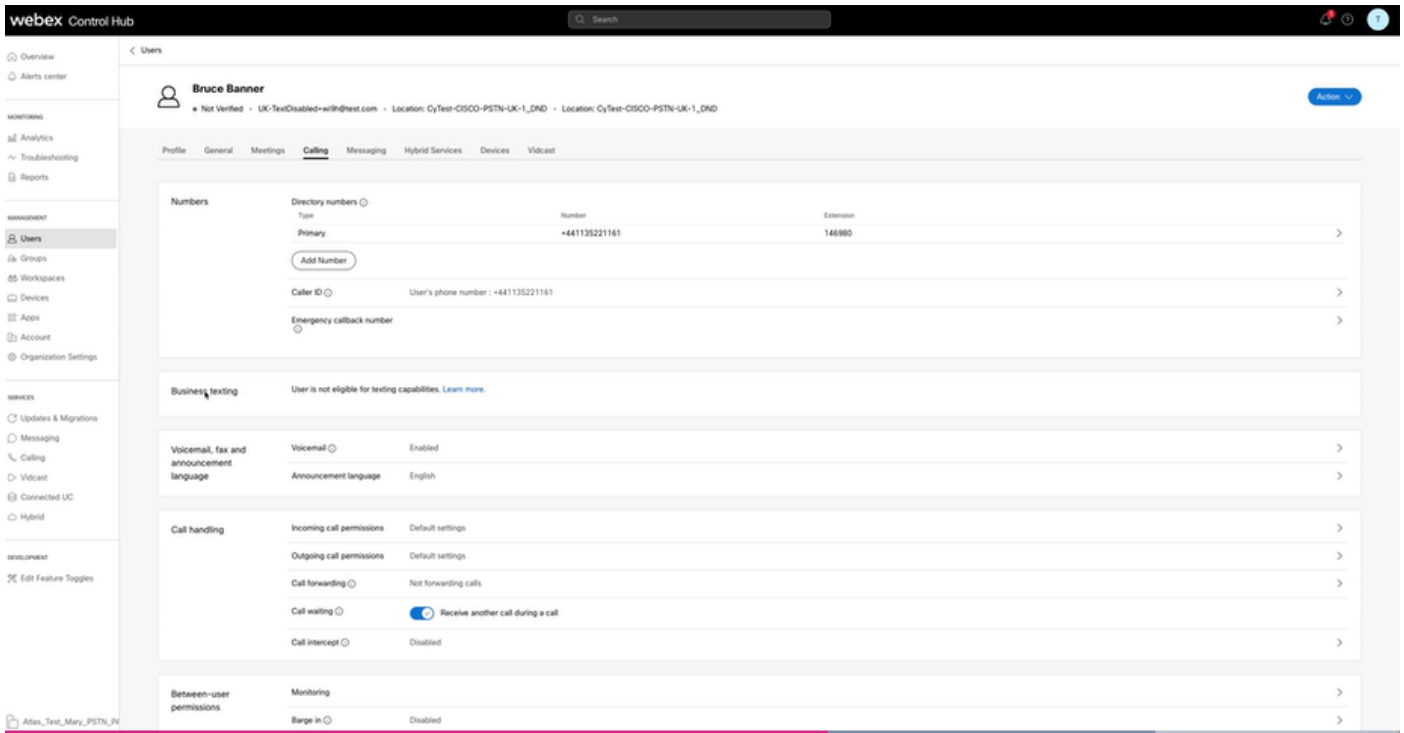 webex Control Hub
Search
T
Overview
Alerts center
MONITORING
Analytics
Troubleshooting
Reports
MANAGEMENT
Users
Groups
Workspaces
Devices
Apps
Account
Organization Settings
SERVICES
Updates & Migrations
Messaging
Calling
Vidcast
Connected UC
Hybrid
DEVELOPMENT
Edit Feature Toggles
Atlas_Test_Mary_PSTN_PA
Users
Bruce Banner
Not Verified · UK-TextDisabled+willh@test.com · Location: CyTest-CISCO-PSTN-UK-1_DND · Location: CyTest-CISCO-PSTN-UK-1_DND
Action
Profile General Meetings Calling Messaging Hybrid Services Devices Vidcast
Numbers
Directory numbers
Type Number Extension
Primary +441135221161 146980
Add Number
Caller ID User's phone number : +441135221161
Emergency callback number
Business texting
User is not eligible for texting capabilities. Learn more.
Voicemail, fax and
announcement
language
Voicemail Enabled
Announcement language English
Call handling
Incoming call permissions Default settings
Outgoing call permissions Default settings
Call forwarding Not forwarding calls
Call waiting Receive another call during a call
Call intercept Disabled
Between-user
permissions
Monitoring
Barge in Disabled